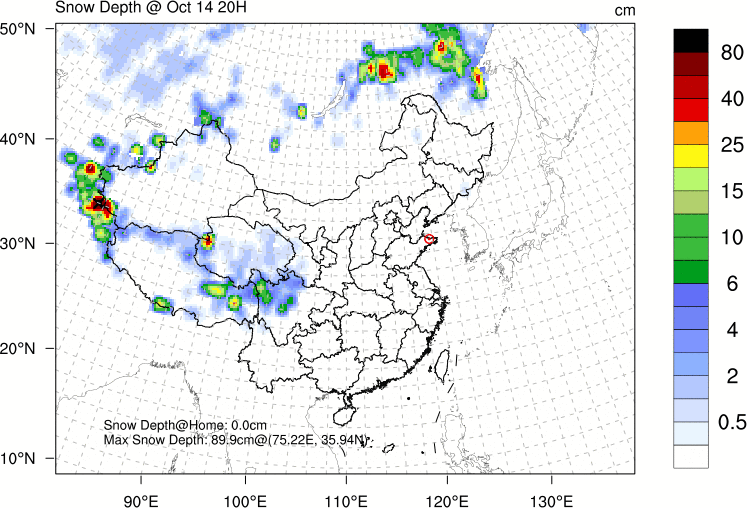 Snow Depth @ Oct 14 20H
cm
50°N
40°N
30°N
20°N
10°N
90°E
100°E
110°E
120°E
130°E
Snow Depth@Home: 0.0cm
Max Snow Depth: 89.9cm@(75.22E, 35.94N)
80
40
25
15
10
6
4
2
0.5